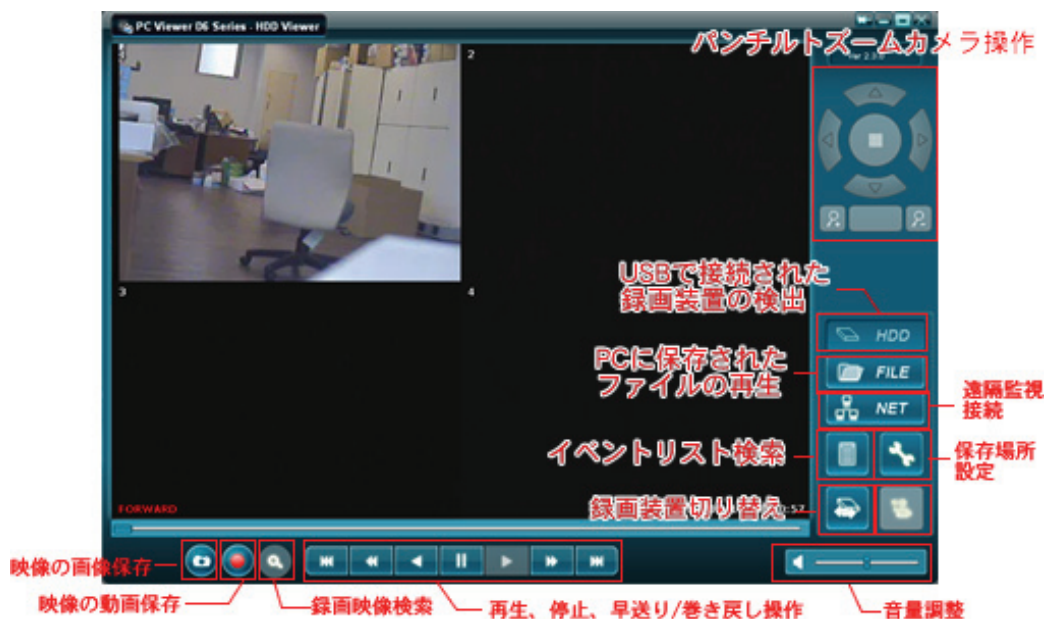 PC Viewer D6 Series - HDD Viewer
パンチルトズームカメラ操作
Ver 2.3.0
1
2
3
4
USBで接続された
録画装置の検出
HDD
PCに保存された
ファイルの再生
FILE
NET
遠隔監視
接続
イベントリスト検索
保存場所
設定
録画装置切り替え
FORWARD
:57
映像の画像保存
映像の動画保存
録画映像検索
再生、停止、早送り/巻き戻し操作
音量調整